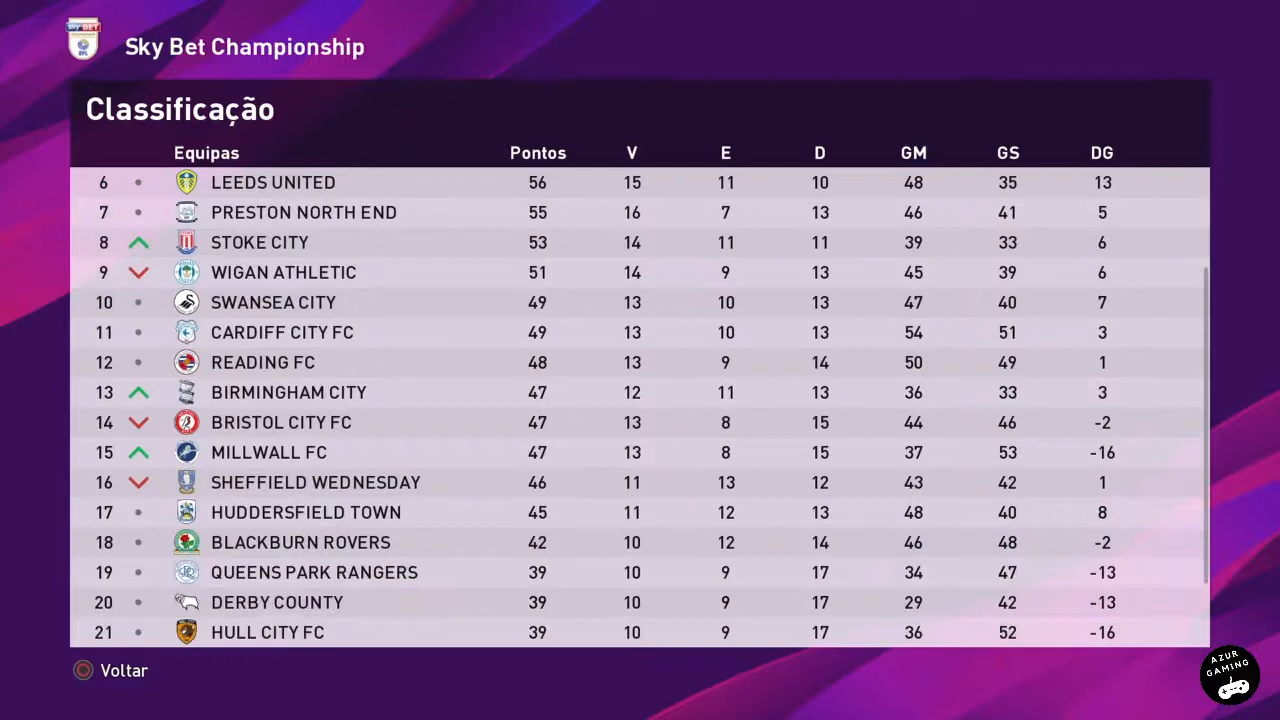 SKY BET
EFL
Sky Bet Championship
Classificação
Equipas Pontos V E D GM GS DG
6 LEEDS UNITED 56 15 11 10 48 35 13
7 PRESTON NORTH END 55 16 7 13 46 41 5
8 STOKE CITY 53 14 11 11 39 33 6
9 WIGAN ATHLETIC 51 14 9 13 45 39 6
10 SWANSEA CITY 49 13 10 13 47 40 7
11 CARDIFF CITY FC 49 13 10 13 54 51 3
12 READING FC 48 13 9 14 50 49 1
13 BIRMINGHAM CITY 47 12 11 13 36 33 3
14 BRISTOL CITY FC 47 13 8 15 44 46 -2
15 MILLWALL FC 47 13 8 15 37 53 -16
16 SHEFFIELD WEDNESDAY 46 11 13 12 43 42 1
17 HUDDERSFIELD TOWN 45 11 12 13 48 40 8
18 BLACKBURN ROVERS 42 10 12 14 46 48 -2
19 QUEENS PARK RANGERS 39 10 9 17 34 47 -13
20 DERBY COUNTY 39 10 9 17 29 42 -13
21 HULL CITY FC 39 10 9 17 36 52 -16
Voltar
AZUR
GAMING